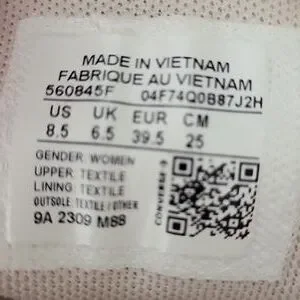 MADE IN VIETNAM
FABRIQUE AU VIETNAM
560845F 04F74Q0B87J2H
US UK EUR CM
8.5 6.5 39.5 25
GENDER: WOMEN
UPPER: TEXTILE
LINING: TEXTILE
OUTSOLE: TEXTILE / OTHER
9A 2309 M88
CONVERSE